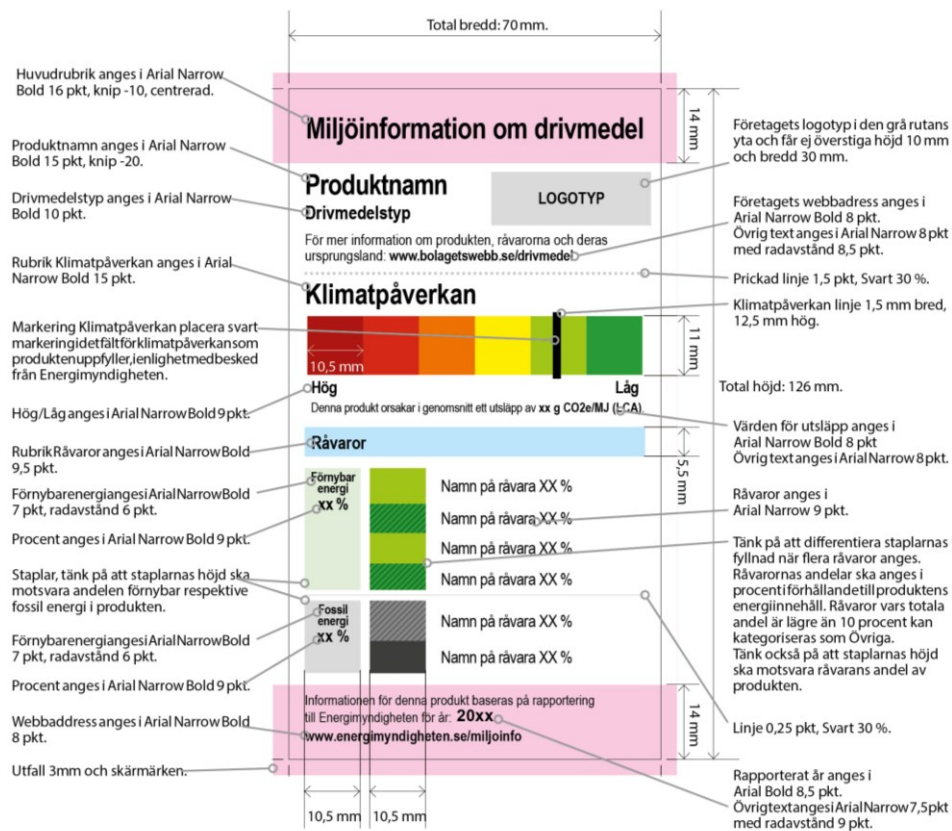 Total bredd: 70 mm.
Huvudrubrik anges i Arial Narrow
Bold 16 pkt, knip -10, centrerad.
Produktnamn anges i Arial Narrow
Bold 15 pkt, knip -20.
Drivmedelstyp anges i Arial Narrow
Bold 10 pkt.
Rubrik Klimatpåverkan anges i Arial
Narrow Bold 15 pkt.
Markering Klimatpåverkan placera svart
markering i det fält för klimatpåverkan som
produkten uppfyller, i enlighet med besked
från Energimyndigheten.
Hög/Låg anges i Arial Narrow Bold 9 pkt.
Rubrik Råvaror anges i Arial Narrow Bold
9,5 pkt.
Förnybar energi anges i Arial Narrow Bold
7 pkt, radavstånd 6 pkt.
Procent anges i Arial Narrow Bold 9 pkt.
Staplar, tänk på att staplarnas höjd ska
motsvara andelen förnybar respektive
fossil energi i produkten.
Förnybar energi anges i Arial Narrow Bold
7 pkt, radavstånd 6 pkt.
Procent anges i Arial Narrow Bold 9 pkt.
Webbaddress anges i Arial Narrow Bold
8 pkt.
Utfall 3mm och skärmärken.
Miljöinformation om drivmedel
Produktnamn
Drivmedelstyp
LOGOTYP
För mer information om produkten, råvarorna och deras
ursprungsland: www.bolagetswebb.se/drivmedel
Klimatpåverkan
10,5 mm
Hög
Låg
Denna produkt orsakar i genomsnitt ett utsläpp av xx g CO2e/MJ (LCA).
Råvaror
Förnybar
energi
xx %
Namn på råvara XX %
Namn på råvara XX %
Namn på råvara XX %
Namn på råvara XX %
Fossil
energi
xx %
Namn på råvara XX %
Namn på råvara XX %
Informationen för denna produkt baseras på rapportering
till Energimyndigheten för år: 20xx
www.energimyndigheten.se/miljoinfo
10,5 mm
10,5 mm
14 mm
11 mm
5,5 mm
14 mm
Total höjd: 126 mm.
Företagets logotyp i den grå rutans
yta och får ej överstiga höjd 10 mm
och bredd 30 mm.
Företagets webbadress anges i
Arial Narrow Bold 8 pkt.
Övrig text anges i Arial Narrow 8 pkt
med radavstånd 8,5 pkt.
Prickad linje 1,5 pkt, Svart 30 %.
Klimatpåverkan linje 1,5 mm bred,
12,5 mm hög.
Värden för utsläpp anges i
Arial Narrow Bold 8 pkt
Övrig text anges i Arial Narrow 8 pkt.
Råvaror anges i
Arial Narrow 9 pkt.
Tänk på att differentiera staplarnas
fyllnad när flera råvaror anges.
Råvarornas andelar ska anges i
procent i förhållande till produktens
energiinnehåll. Råvaror vars totala
andel är lägre än 10 procent kan
kategoriseras som Övriga.
Tänk också på att staplarnas höjd
ska motsvara råvarans andel av
produkten.
Linje 0,25 pkt, Svart 30 %.
Rapporterat år anges i
Arial Bold 8,5 pkt.
Övrig text anges i Arial Narrow 7,5 pkt
med radavstånd 9 pkt.